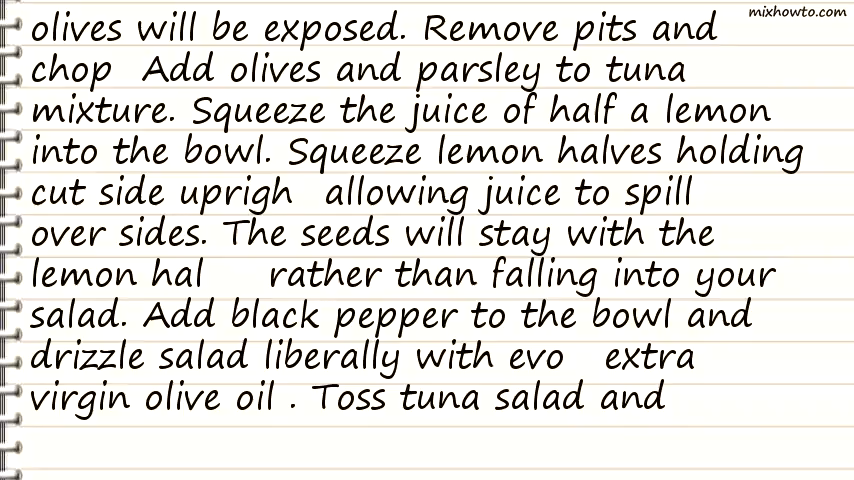 mixhowto.com
olives will be exposed. Remove pits and
chop Add olives and parsley to tuna
mixture. Squeeze the juice of half a lemon
into the bowl. Squeeze lemon halves holding
cut side uprigh allowing juice to spill
over sides. The seeds will stay with the
lemon hal rather than falling into your
salad. Add black pepper to the bowl and
drizzle salad liberally with evo extra
virgin olive oil . Toss tuna salad and